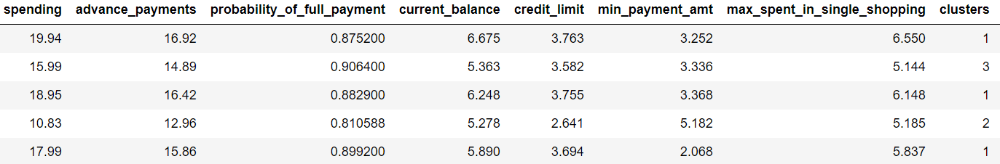 spending advance_payments probability_of_full_payment current_balance credit_limit min_payment_amt max_spent_in_single_shopping clusters
19.94 16.92 0.875200 6.675 3.763 3.252 6.550 1
15.99 14.89 0.906400 5.363 3.582 3.336 5.144 3
18.95 16.42 0.882900 6.248 3.755 3.368 6.148 1
10.83 12.96 0.810588 5.278 2.641 5.182 5.185 2
17.99 15.86 0.899200 5.890 3.694 2.068 5.837 1